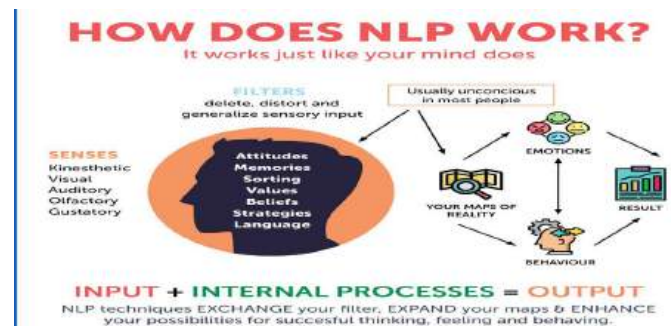 HOW DOES NLP WORK?
It works just like your mind does
FILTERS
delete, distort and
generalize sensory input
Usually unconcious
in most people
SENSES
Kinesthetic
Visual
Auditory
Olfactory
Gustatory
Attitudes
Memories
Sorting
Values
Beliefs
Strategies
Language
EMOTIONS
YOUR MAPS OF
REALITY
RESULT
BEHAVIOUR
INPUT + INTERNAL PROCESSES = OUTPUT
NLP techniques EXCHANGE your filter, EXPAND your maps & ENHANCE
your possibilities for succesful thinking, feeling and behaving.